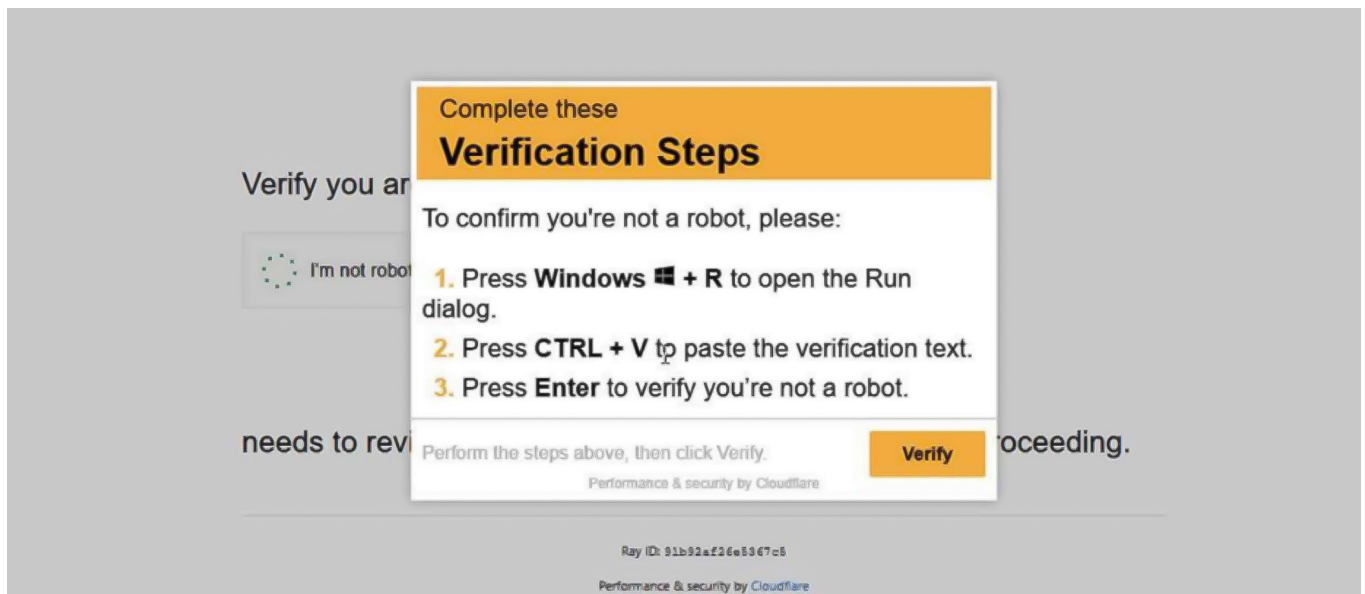 Complete these
Verification Steps
Verify you ar
To confirm you're not a robot, please:
I'm not robot
1. Press Windows + R to open the Run
dialog.
2. Press CTRL + V to paste the verification text.
3. Press Enter to verify you’re not a robot.
needs to revi
roceeding.
Perform the steps above, then click Verify.
Verify
Performance & security by Cloudflare
Ray ID: 91b92af26e5367c5
Performance & security by Cloudflare